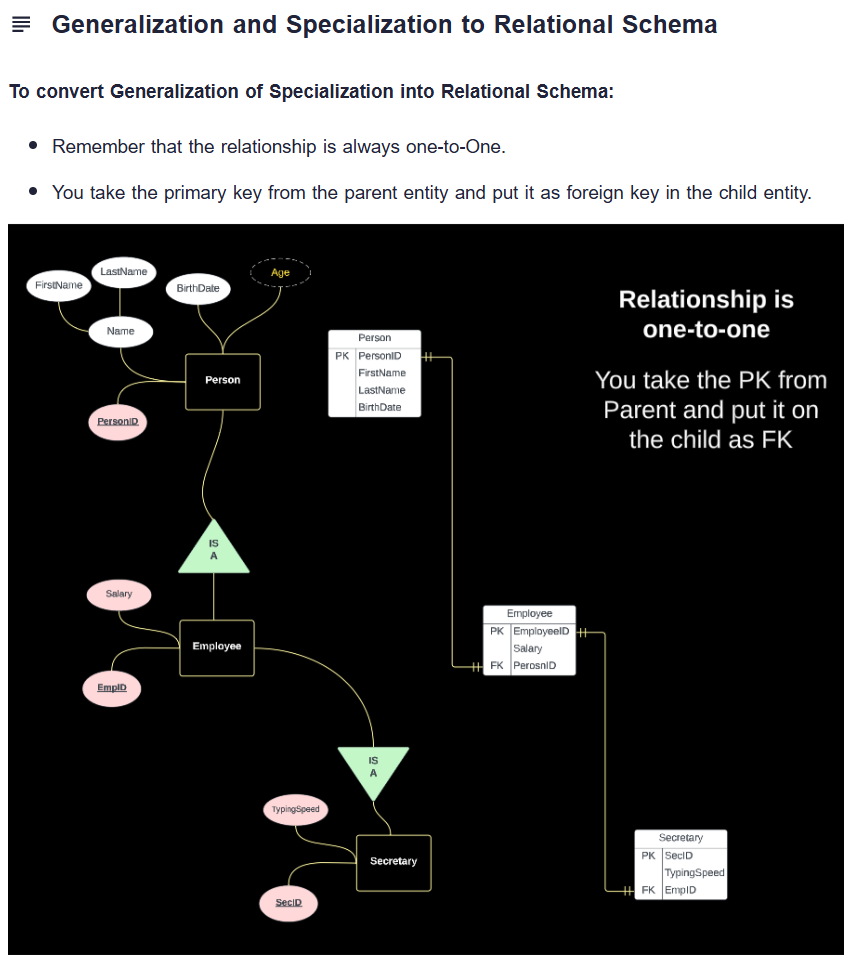 Generalization and Specialization to Relational Schema
To convert Generalization of Specialization into Relational Schema:
Remember that the relationship is always one-to-One.
You take the primary key from the parent entity and put it as foreign key in the child entity.
LastName
Age
FirstName
BirthDate
Name
Person
PersonID
Relationship is
one-to-one
You take the PK from
Parent and put it on
the child as FK
Person
PK PersonID
FirstName
LastName
BirthDate
IS
A
Salary
Employee
EmpID
Employee
PK EmployeeID
Salary
FK PerosnID
IS
A
TypingSpeed
Secretary
SecID
Secretary
PK SecID
TypingSpeed
FK EmpID